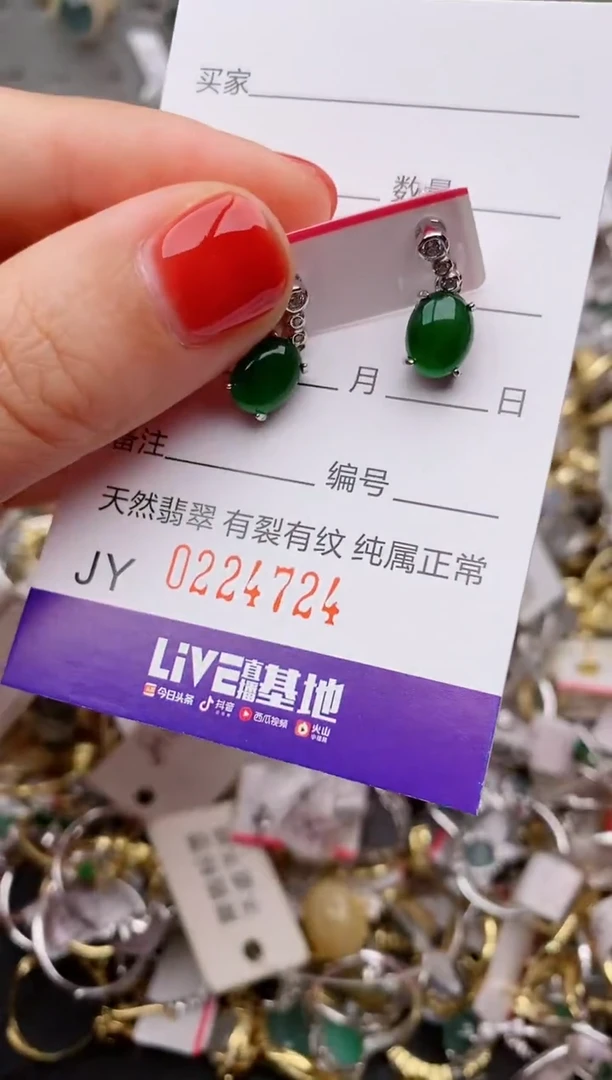 买家
数量
月 日
备注 编号
天然翡翠 有裂有纹 纯属正常
JY 0224724
LiVE直播基地
今日头条 抖音 西瓜视频 火山